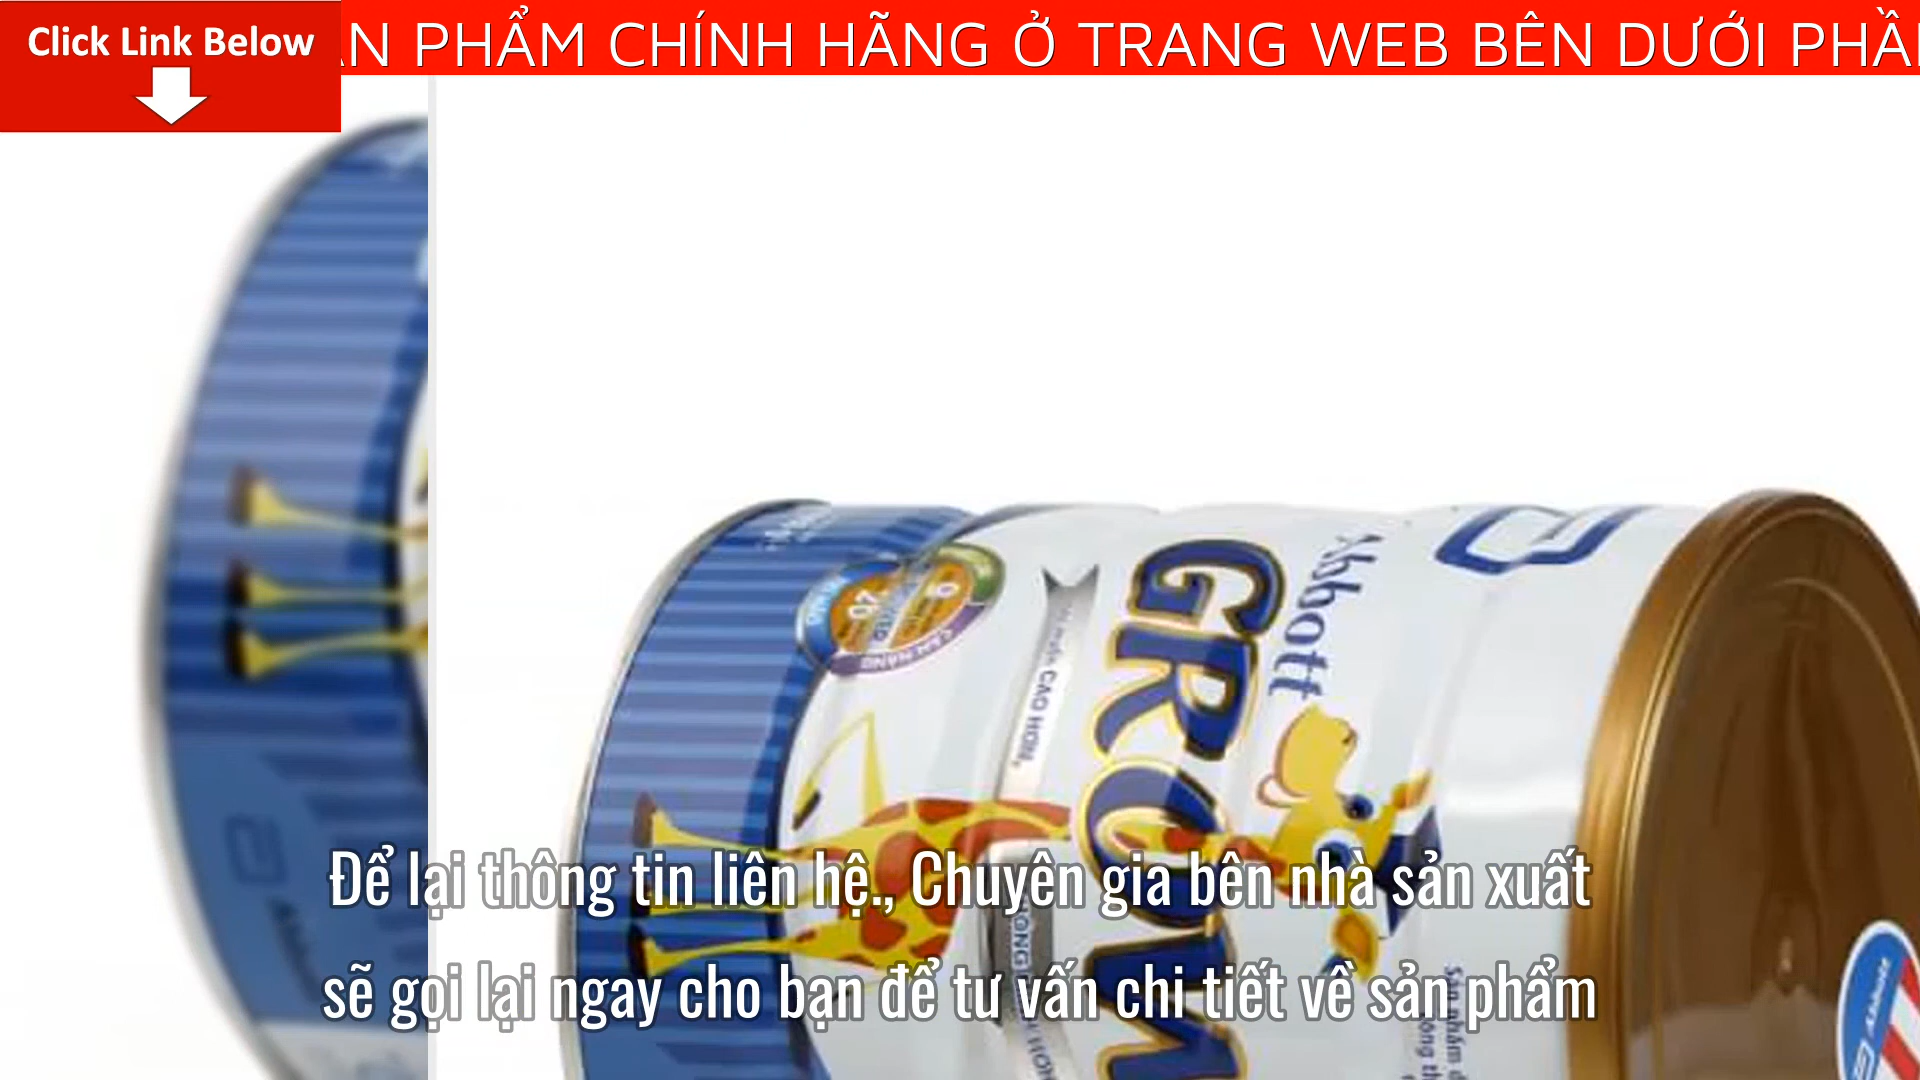 Click Link Below
N PHẨM CHÍNH HÃNG Ở TRANG WEB BÊN DƯỚI PHẦ
Abbott
GROW
CAO HƠN,
Để lại thông tin liên hệ., Chuyên gia bên nhà sản xuất
sẽ gọi lại ngay cho bạn để tư vấn chi tiết về sản phẩm